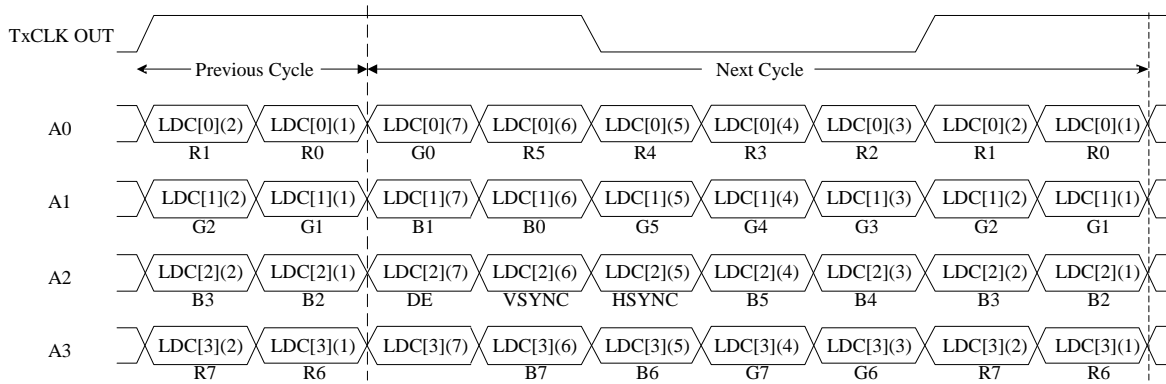 TxCLK OUT
Previous Cycle Next Cycle
A0 LDC[0](2) LDC[0](1) LDC[0](7) LDC[0](6) LDC[0](5) LDC[0](4) LDC[0](3) LDC[0](2) LDC[0](1)
R1 R0 G0 R5 R4 R3 R2 R1 R0
A1 LDC[1](2) LDC[1](1) LDC[1](7) LDC[1](6) LDC[1](5) LDC[1](4) LDC[1](3) LDC[1](2) LDC[1](1)
G2 G1 B1 B0 G5 G4 G3 G2 G1
A2 LDC[2](2) LDC[2](1) LDC[2](7) LDC[2](6) LDC[2](5) LDC[2](4) LDC[2](3) LDC[2](2) LDC[2](1)
B3 B2 DE VSYNC HSYNC B5 B4 B3 B2
A3 LDC[3](2) LDC[3](1) LDC[3](7) LDC[3](6) LDC[3](5) LDC[3](4) LDC[3](3) LDC[3](2) LDC[3](1)
R7 R6 B7 B6 G7 G6 R7 R6